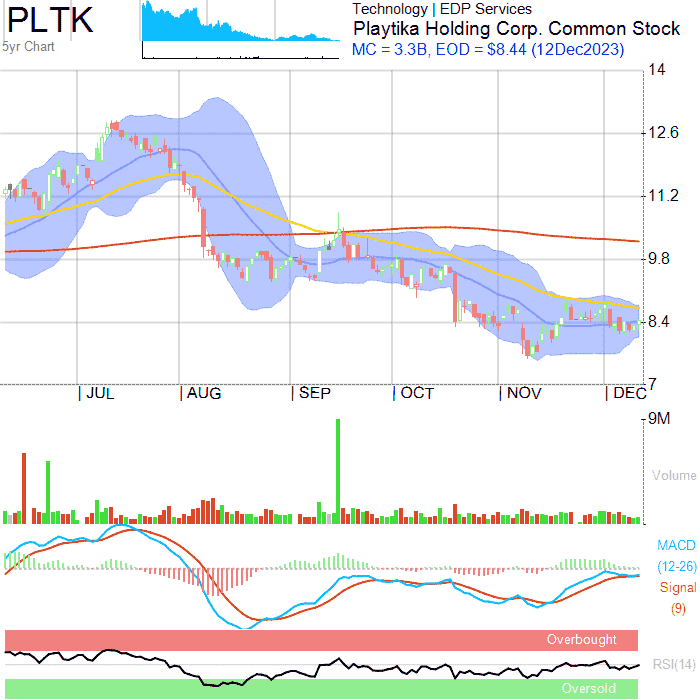 PLTK
5yr Chart
Technology | EDP Services
Playtika Holding Corp. Common Stock
MC = 3.3B, EOD = $8.44 (12Dec2023)
14
12.6
11.2
9.8
8.4
7
JUL AUG SEP OCT NOV DEC
9M
Volume
MACD
(12-26)
Signal
(9)
Overbought
RSI(14)
Oversold